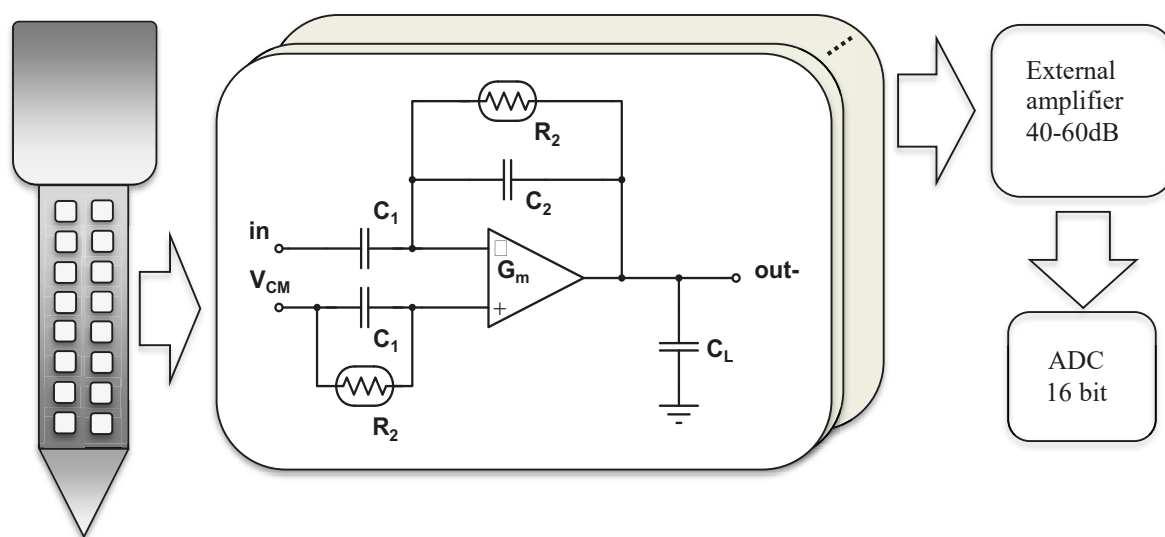 R2
C2
C1
in
□
Gm
VCM
+
C1
R2
out-
CL
External
amplifier
40-60dB
ADC
16 bit